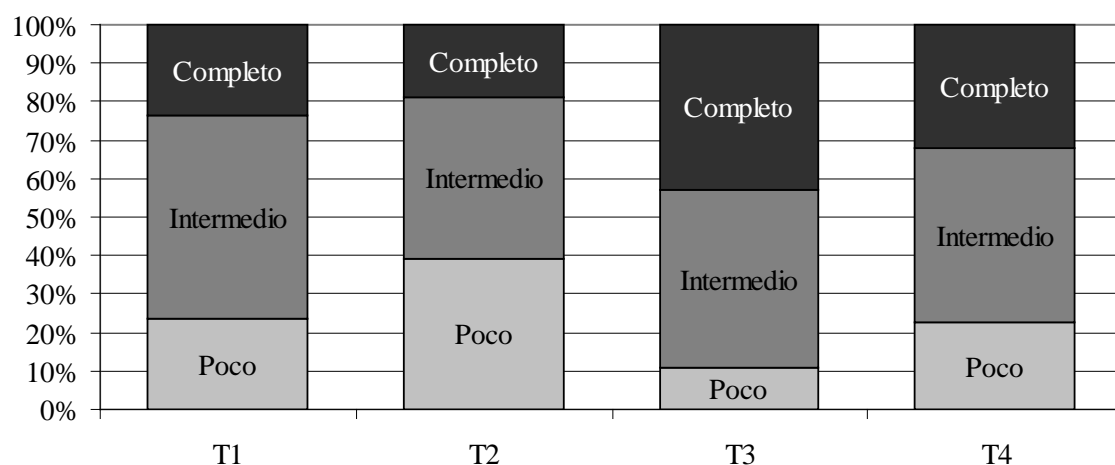 100%
90%
80%
70%
60%
50%
40%
30%
20%
10%
0%
Completo
Intermedio
Poco
Completo
Intermedio
Poco
Completo
Intermedio
Poco
Completo
Intermedio
Poco
T1 T2 T3 T4